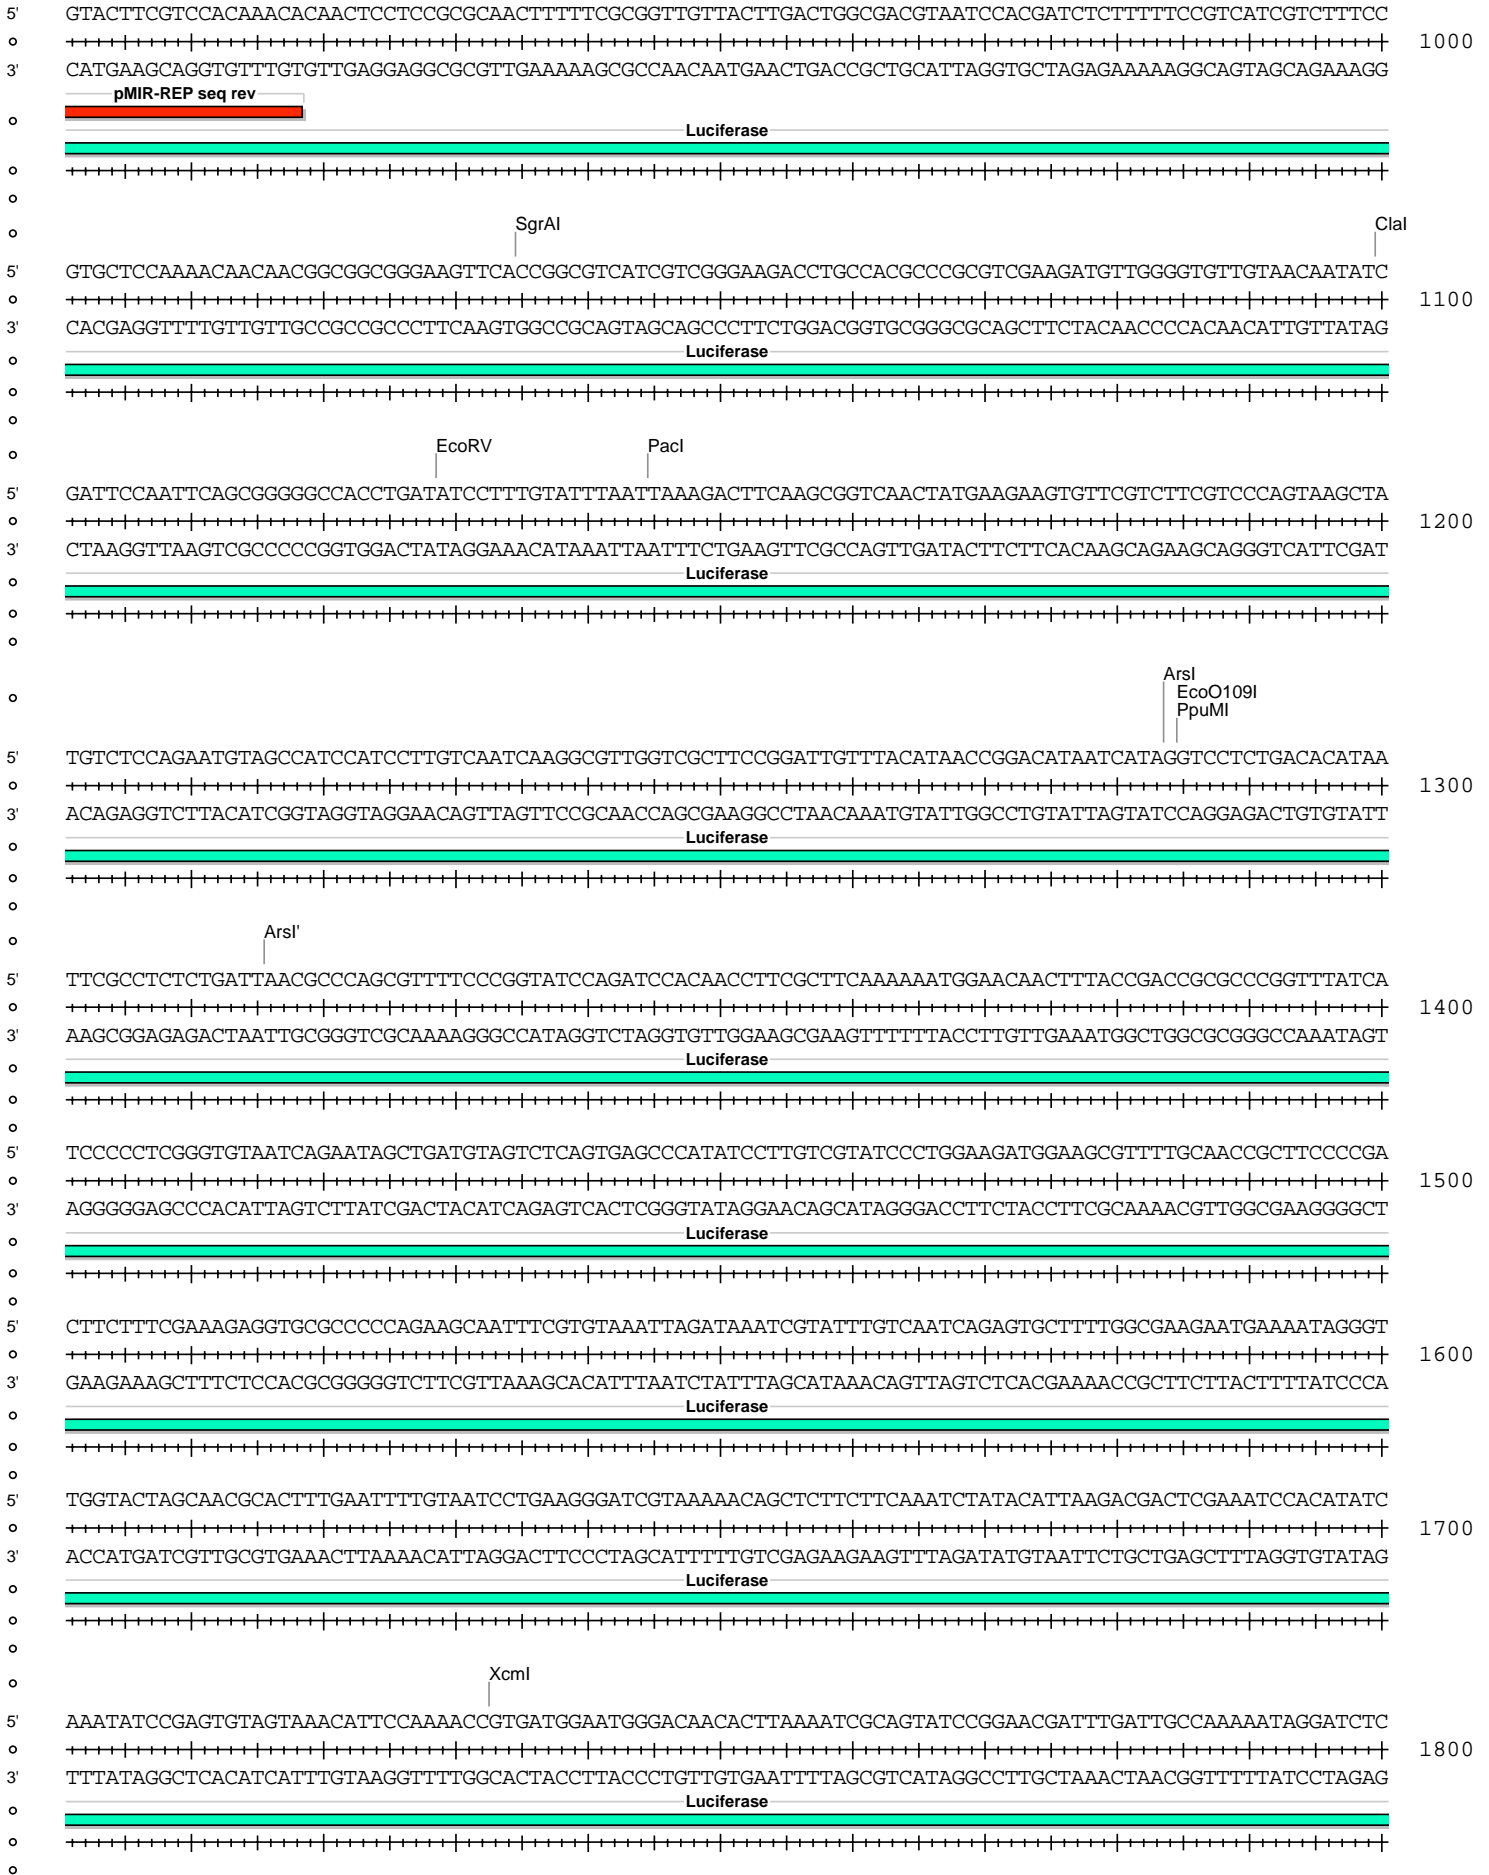 5' GTACTTCGTCCACAAACACAACTCCTCCGCGCAACTTTTTCGCGGTTGTTACTTGACTGGCGACGTAATCCACGATCTCTTTTTCCGTCATCGTCTTTCC
1000
3' CATGAAGCAGGTGTTTGTGTTGAGGAGGCGCGTTGAAAAAGCGCCAACAATGAACTGACCGCTGCATTAGGTGCTAGAGAAAAAGGCAGTAGCAGAAAGG
pMIR-REP seq rev
Luciferase
SgrAI ClaI
5' GTGCTCCAAAACAACAACGGCGGCGGGAAGTTCACCGGCGTCATCGTCGGGAAGACCTGCCACGCCCGCGTCGAAGATGTTGGGGTGTTGTAACAATATC
1100
3' CACGAGGTTTTGTTGTTGCCGCCGCCCTTCAAGTGGCCGCAGTAGCAGCCCTTCTGGACGGTGCGGGCGCAGCTTCTACAACCCCACAACATTGTTATAG
Luciferase
EcoRV PacI
5' GATTCCAATTCAGCGGGGGCCACCTGATATCCTTTGTATTTAATTAAAGACTTCAAGCGGTCAACTATGAAGAAGTGTTCGTCTTCGTCCCAGTAAGCTA
1200
3' CTAAGGTTAAGTCGCCCCCGGTGGACTATAGGAAACATAAATTAATTTCTGAAGTTCGCCAGTTGATACTTCTTCACAAGCAGAAGCAGGGTCATTCGAT
Luciferase
ArsI
EcoO109I
PpuMI
5' TGTCTCCAGAATGTAGCCATCCATCCTTGTCAATCAAGGCGTTGGTCGCTTCCGGATTGTTTACATAACCGGACATAATCATAGGTCCTCTGACACATAA
1300
3' ACAGAGGTCTTACATCGGTAGGTAGGAACAGTTAGTTCCGCAACCAGCGAAGGCCTAACAAATGTATTGGCCTGTATTAGTATCCAGGAGACTGTGTATT
Luciferase
ArsI'
5' TTCGCCTCTCTGATTAACGCCCAGCGTTTTCCCGGTATCCAGATCCACAACCTTCGCTTCAAAAAATGGAACAACTTTACCGACCGCGCCCGGTTTATCA
1400
3' AAGCGGAGAGACTAATTGCGGGTCGCAAAAGGGCCATAGGTCTAGGTGTTGGAAGCGAAGTTTTTTACCTTGTTGAAATGGCTGGCGCGGGCCAAATAGT
Luciferase
5' TCCCCCTCGGGTGTAATCAGAATAGCTGATGTAGTCTCAGTGAGCCCATATCCTTGTCGTATCCCTGGAAGATGGAAGCGTTTTGCAACCGCTTCCCCGA
1500
3' AGGGGGAGCCCACATTAGTCTTATCGACTACATCAGAGTCACTCGGGTATAGGAACAGCATAGGGACCTTCTACCTTCGCAAAACGTTGGCGAAGGGGCT
Luciferase
5' CTTCTTTCGAAAGAGGTGCGCCCCCAGAAGCAATTTCGTGTAAATTAGATAAATCGTATTTGTCAATCAGAGTGCTTTTGGCGAAGAATGAAAATAGGGT
1600
3' GAAGAAAGCTTTCTCCACGCGGGGGTCTTCGTTAAAGCACATTTAATCTATTTAGCATAAACAGTTAGTCTCACGAAAACCGCTTCTTACTTTTATCCCA
Luciferase
5' TGGTACTAGCAACGCACTTTGAATTTTGTAATCCTGAAGGGATCGTAAAAACAGCTCTTCTTCAAATCTATACATTAAGACGACTCGAAATCCACATATC
1700
3' ACCATGATCGTTGCGTGAAACTTAAAACATTAGGACTTCCCTAGCATTTTTGTCGAGAAGAAGTTTAGATATGTAATTCTGCTGAGCTTTAGGTGTATAG
Luciferase
XcmI
5' AAATATCCGAGTGTAGTAAACATTCCAAAACCGTGATGGAATGGGACAACACTTAAAATCGCAGTATCCGGAACGATTTGATTGCCAAAAATAGGATCTC
1800
3' TTTATAGGCTCACATCATTTGTAAGGTTTTGGCACTACCTTACCCTGTTGTGAATTTTAGCGTCATAGGCCTTGCTAAACTAACGGTTTTTATCCTAGAG
Luciferase